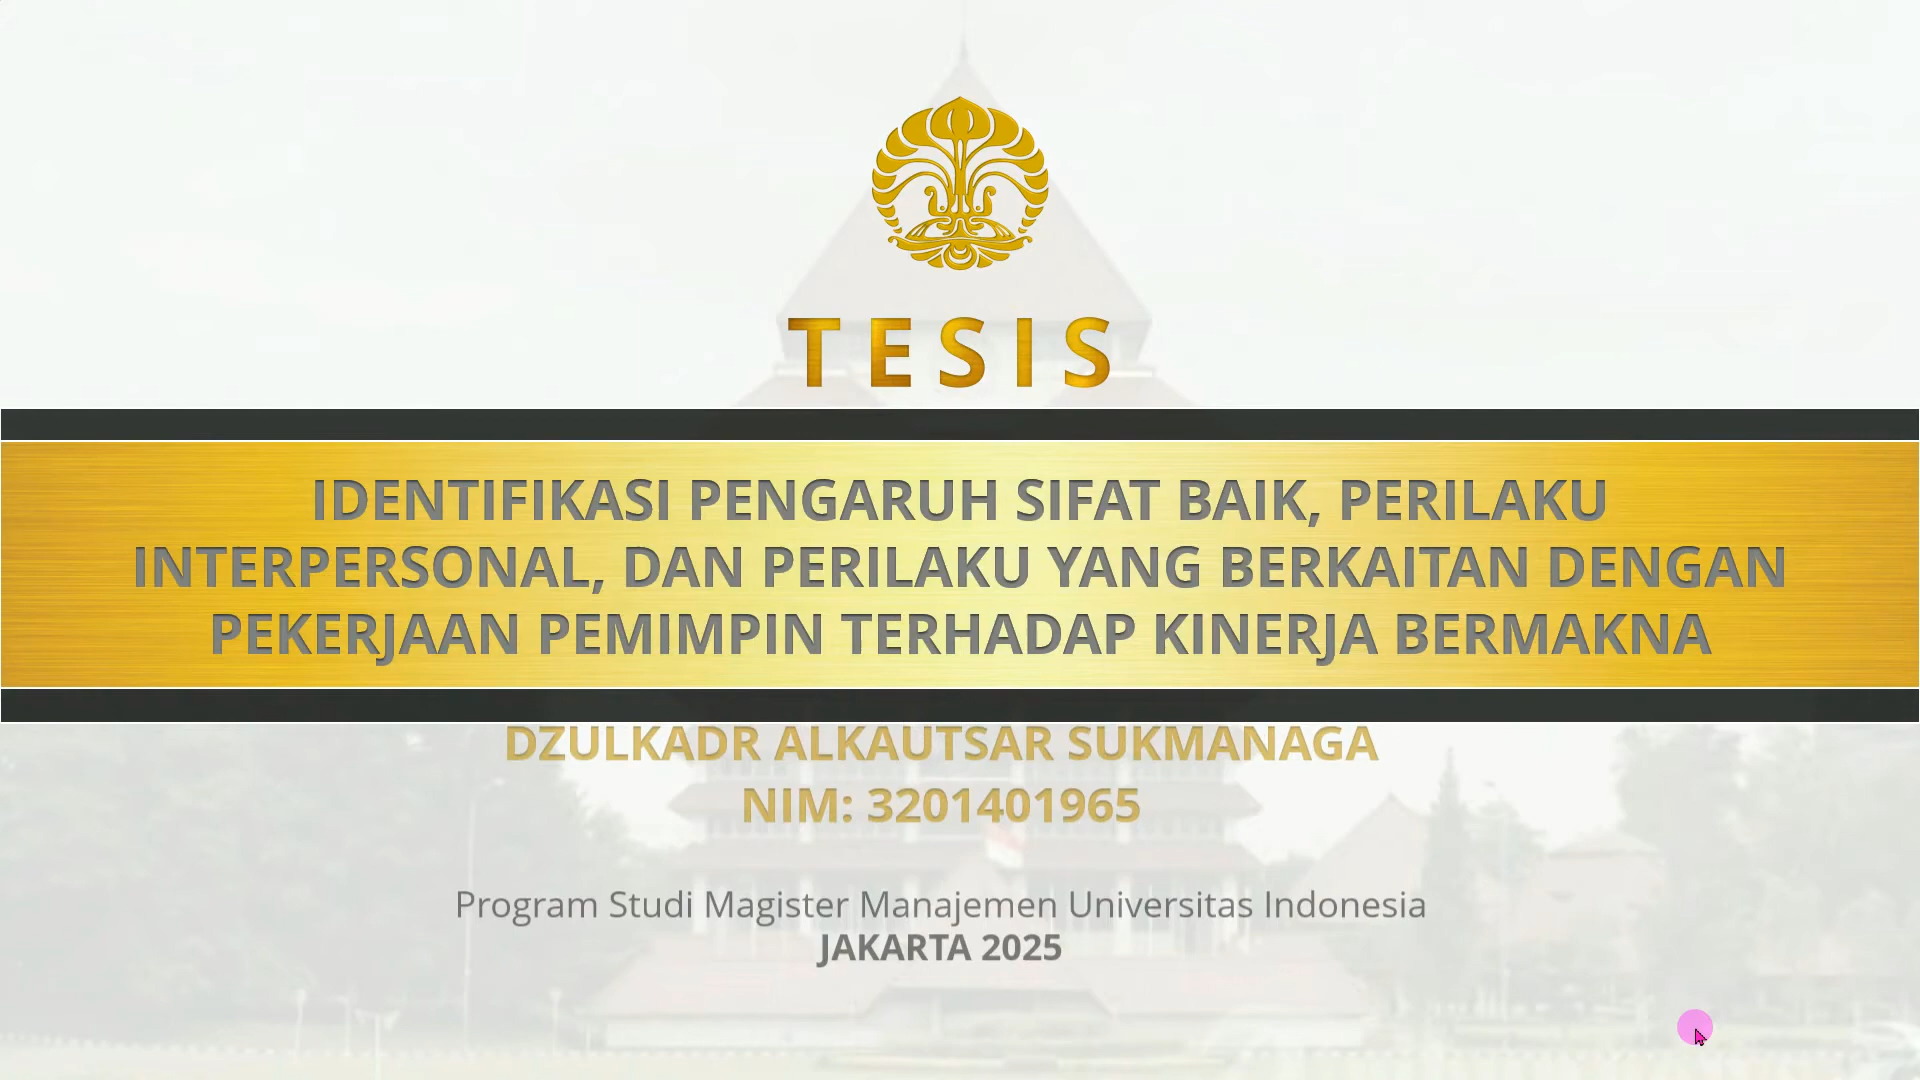 TESIS
IDENTIFIKASI PENGARUH SIFAT BAIK, PERILAKU
INTERPERSONAL, DAN PERILAKU YANG BERKAITAN DENGAN
PEKERJAAN PEMIMPIN TERHADAP KINERJA BERMAKNA
DZULKADR ALKAUTSAR SUKMANAGA
NIM: 3201401965
Program Studi Magister Manajemen Universitas Indonesia
JAKARTA 2025